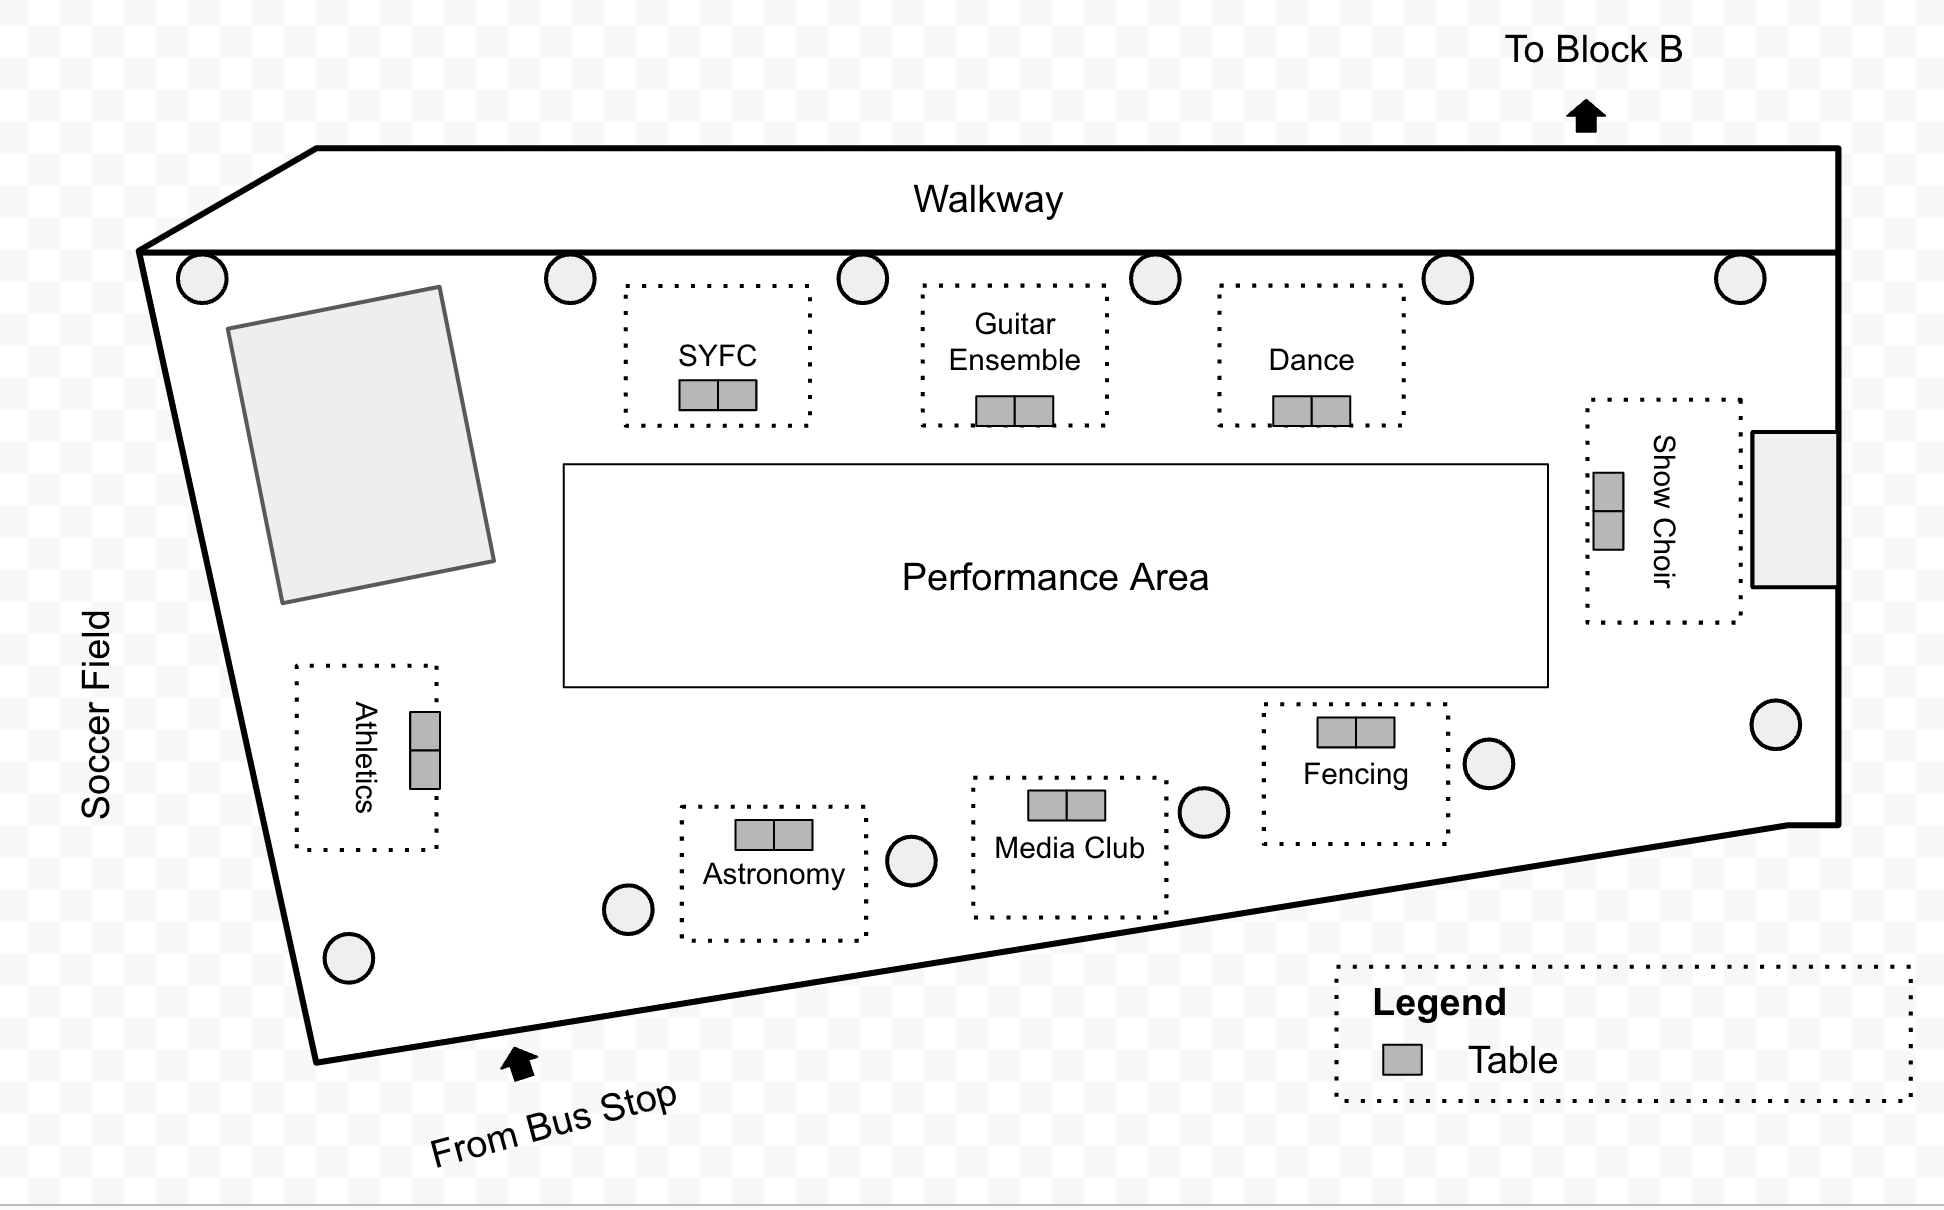 To Block B
Walkway
SYFC
Guitar
Ensemble
Dance
Show Choir
Performance Area
Soccer Field
Athletics
Fencing
Media Club
Astronomy
From Bus Stop
Legend
Table